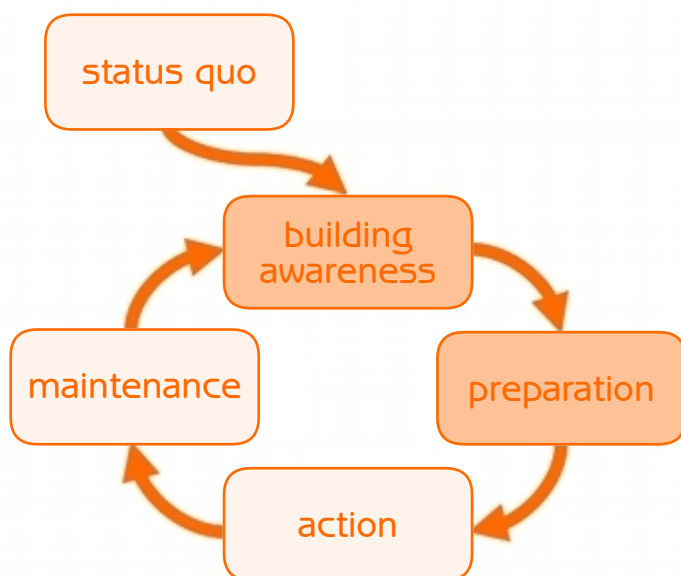 status quo
building
awareness
maintenance
preparation
action